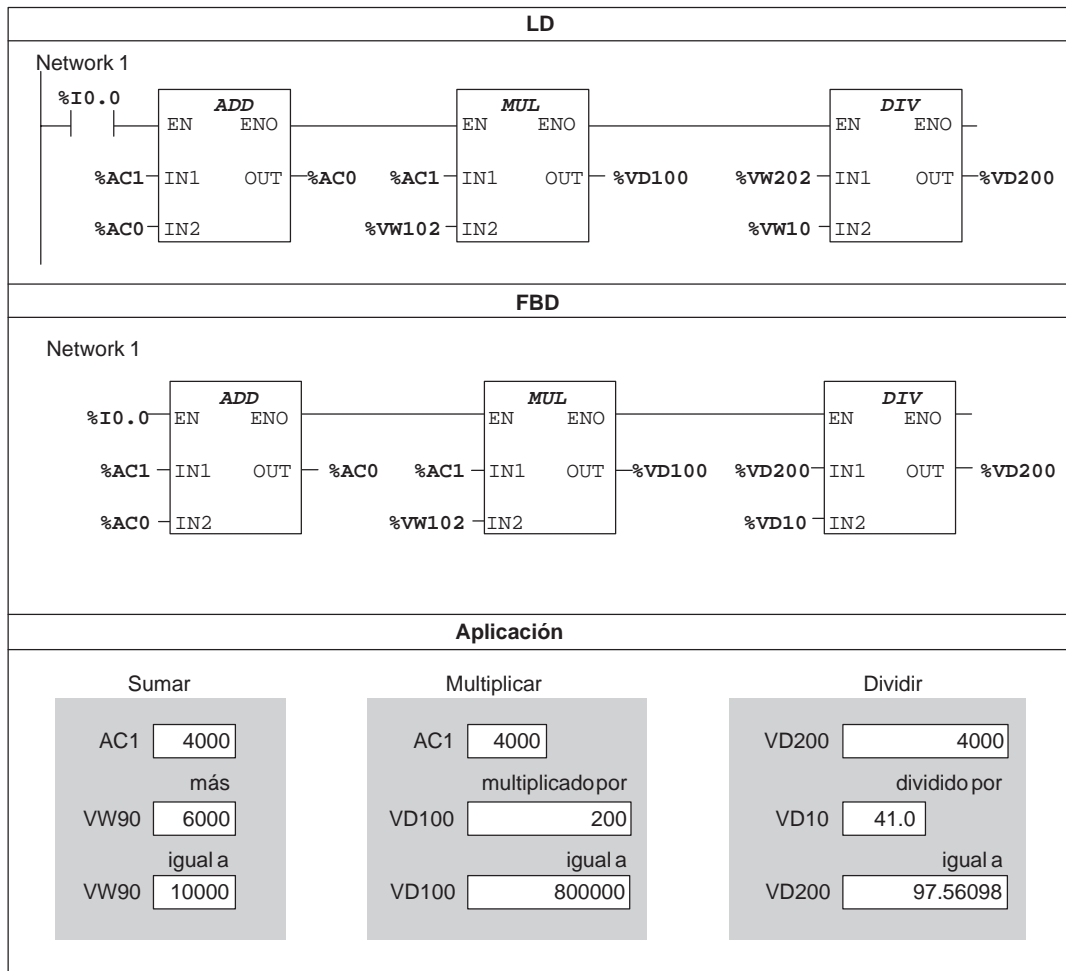 LD
Network 1
%I0.0
ADD MUL DIV
EN ENO EN ENO EN ENO
%AC1 IN1 OUT %AC0 %AC1 IN1 OUT %VD100 %VW202 IN1 OUT %VD200
%AC0 IN2 %VW102 IN2 %VW10 IN2
FBD
Network 1
ADD MUL DIV
%I0.0 EN ENO EN ENO EN ENO
%AC1 IN1 OUT %AC0 %AC1 IN1 OUT %VD100 %VD200 IN1 OUT %VD200
%AC0 IN2 %VW102 IN2 %VD10 IN2
Aplicación
Sumar Multiplicar Dividir
AC1 4000 AC1 4000 VD200 4000
más multiplicado por dividido por
VW90 6000 VD100 200 VD10 41.0
igual a igual a igual a
VW90 10000 VD100 800000 VD200 97.56098